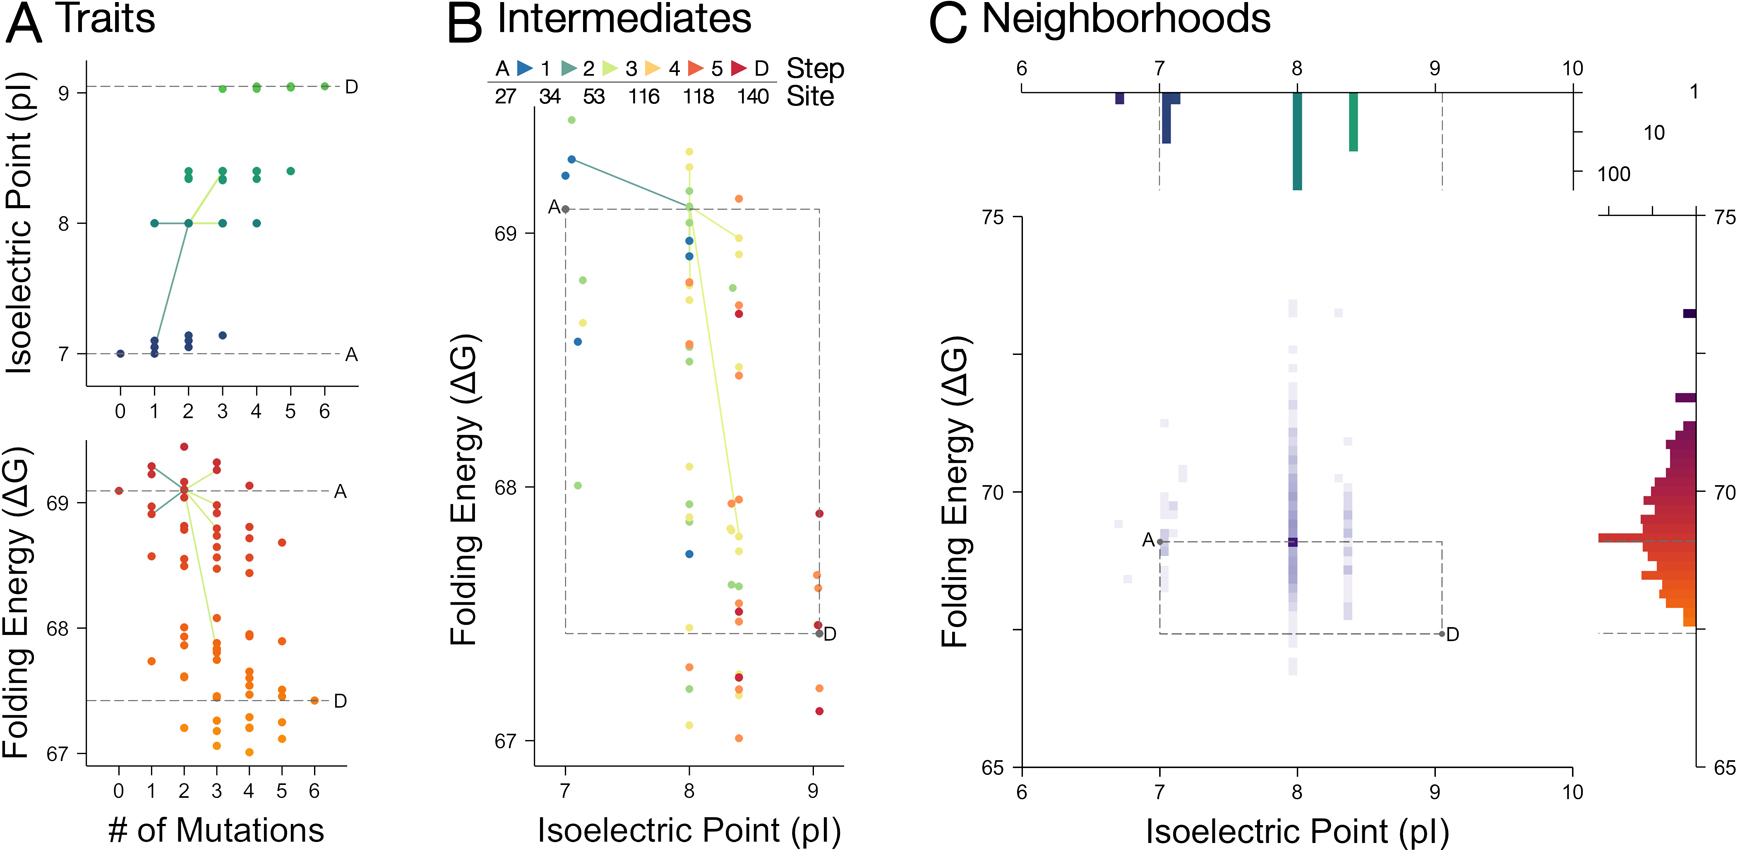 A Traits
Isoelectric Point (pI)
9
8
7
D
A
0 1 2 3 4 5 6
Folding Energy (ΔG)
69
68
67
A
D
0 1 2 3 4 5 6
# of Mutations
B Intermediates
A 1 2 3 4 5 D Step
27 34 53 116 118 140 Site
Folding Energy (ΔG)
69
68
67
A
D
7 8 9
Isoelectric Point (pI)
C Neighborhoods
6 7 8 9 10
1
10
100
75
70
65
Folding Energy (ΔG)
A
D
75
70
65
6 7 8 9 10
Isoelectric Point (pI)